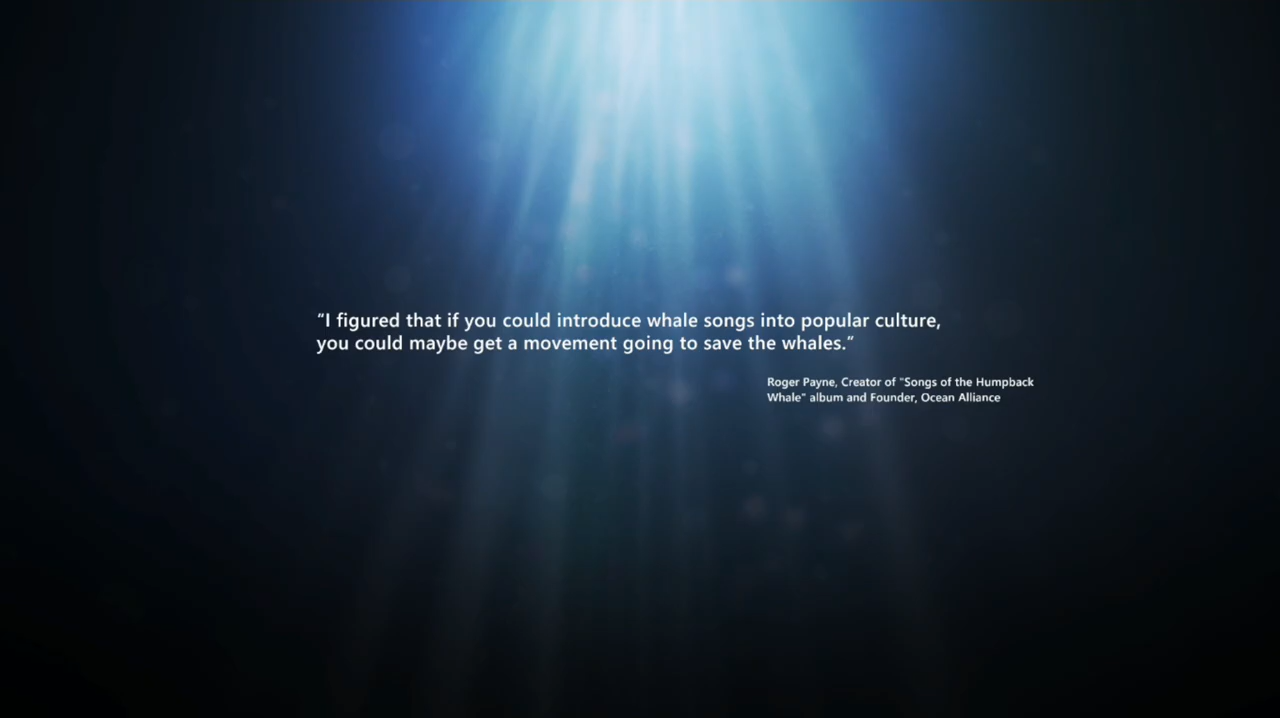 “I figured that if you could introduce whale songs into popular culture,
you could maybe get a movement going to save the whales.”
Roger Payne, Creator of "Songs of the Humpback
Whale" album and Founder, Ocean Alliance